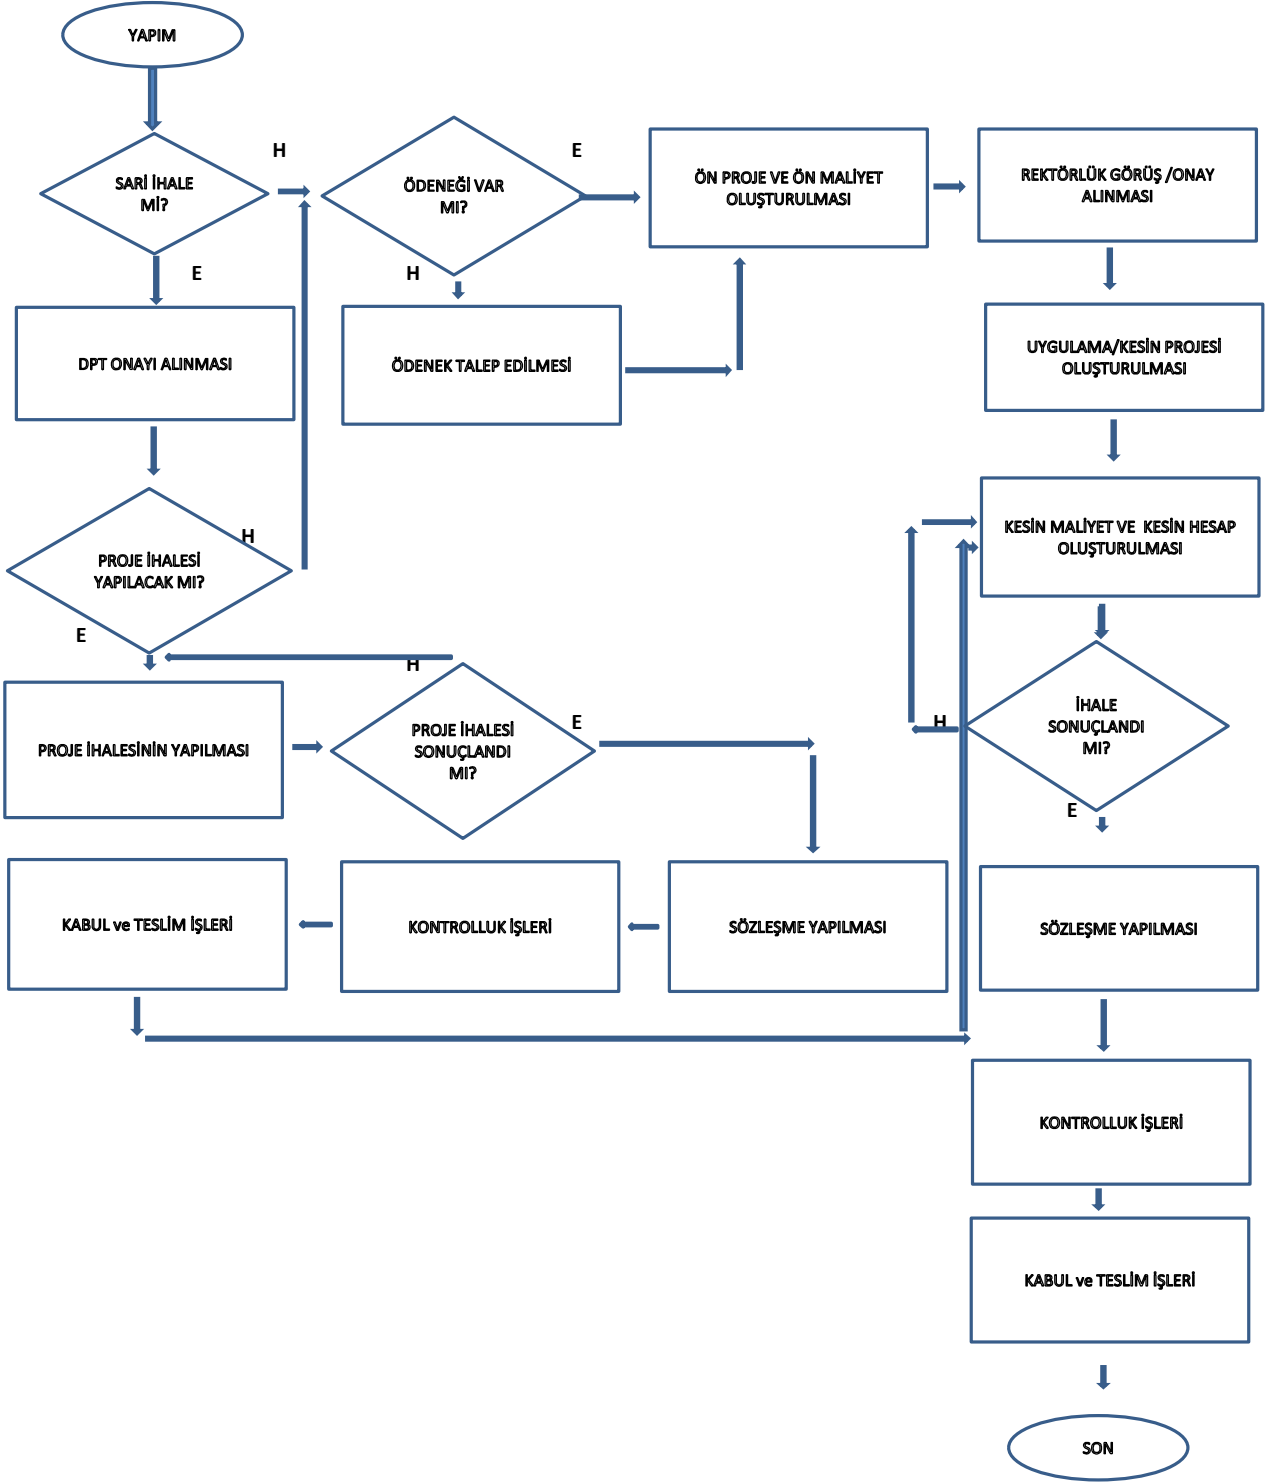 YAPIM
SARİ İHALE
Mİ?
H
E
ÖDENEĞİ VAR
MI?
E
H
ÖN PROJE VE ÖN MALİYET
OLUŞTURULMASI
REKTÖRLÜK GÖRÜŞ /ONAY
ALINMASI
DPT ONAYI ALINMASI
ÖDENEK TALEP EDİLMESİ
UYGULAMA/KESİN PROJESİ
OLUŞTURULMASI
PROJE İHALESİ
YAPILACAK MI?
H
E
KESİN MALİYET VE  KESİN HESAP
OLUŞTURULMASI
PROJE İHALESİNİN YAPILMASI
H
PROJE İHALESİ
SONUÇLANDI
MI?
E
H
İHALE
SONUÇLANDI
MI?
E
KABUL ve TESLİM İŞLERİ
KONTROLLUK İŞLERİ
SÖZLEŞME YAPILMASI
SÖZLEŞME YAPILMASI
KONTROLLUK İŞLERİ
KABUL ve TESLİM İŞLERİ
SON